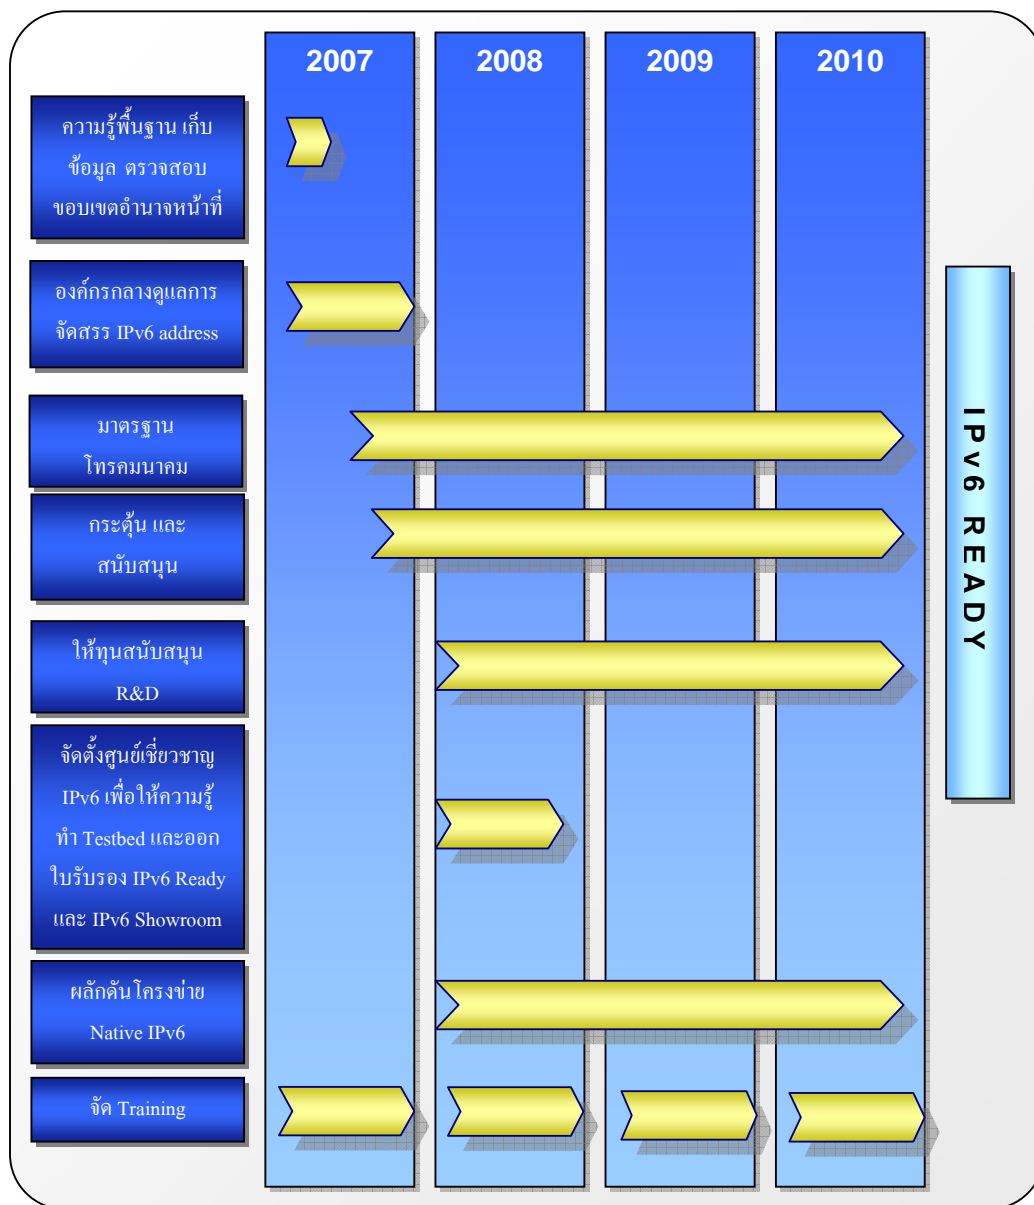 2007 2008 2009 2010
ความรู้พื้นฐาน เก็บ
ข้อมูล ตรวจสอบ
ขอบเขตอำนาจหน้าที่
องค์กรกลางดูแลการ
จัดสรร IPv6 address
มาตรฐาน
โทรคมนาคม
กระตุ้น และ
สนับสนุน
ให้ทุนสนับสนุน
R&D
จัดตั้งศูนย์เชี่ยวชาญ
IPv6 เพื่อให้ความรู้
ทำ Testbed และออก
ใบรับรอง IPv6 Ready
และ IPv6 Showroom
ผลักดันโครงข่าย
Native IPv6
จัด Training
IPv6 READY